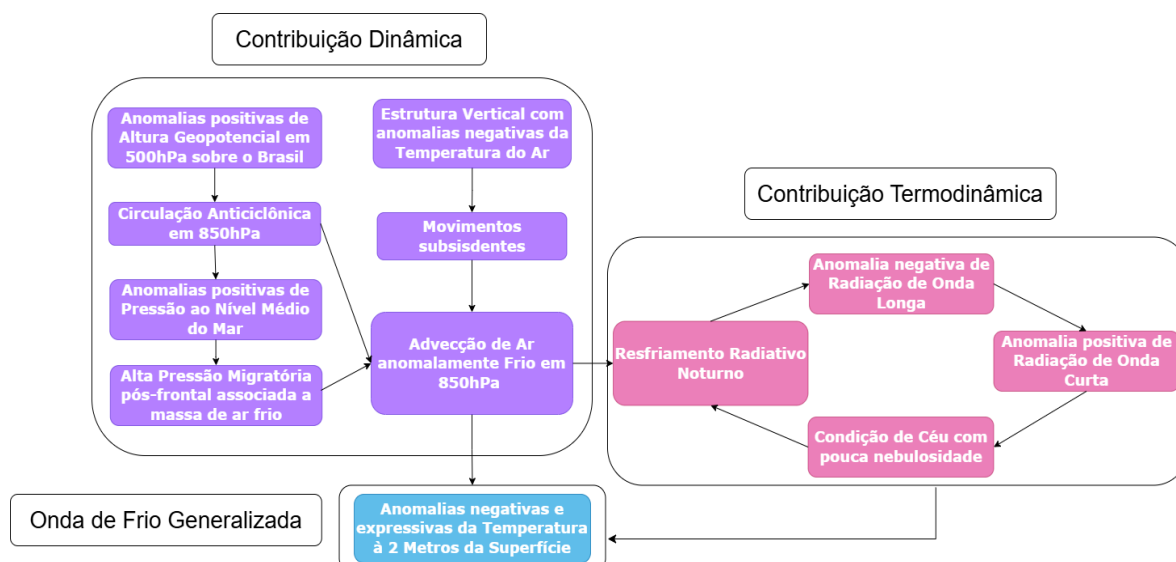 Contribuição Dinâmica
Anomalias positivas de
Altura Geopotencial em
500hPa sobre o Brasil
Estrutura Vertical com
anomalias negativas da
Temperatura do Ar
Circulação Anticiclônica
em 850hPa
Movimentos
subsisdentes
Anomalias positivas de
Pressão ao Nível Médio
do Mar
Advecção de Ar
anomalamente Frio em
850hPa
Alta Pressão Migratória
pós-frontal associada a
massa de ar frio
Contribuição Termodinâmica
Anomalia negativa de
Radiação de Onda
Longa
Resfriamento Radiativo
Noturno
Anomalia positiva de
Radiação de Onda
Curta
Condição de Céu com
pouca nebulosidade
Onda de Frio Generalizada
Anomalias negativas e
expressivas da Temperatura
à 2 Metros da Superfície